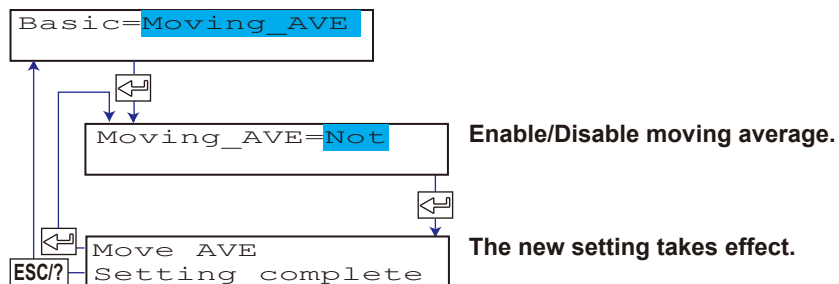 Basic=Moving_AVE
Moving_AVE=Not
Enable/Disable moving average.
Move AVE
Setting complete
The new setting takes effect.
ESC/?